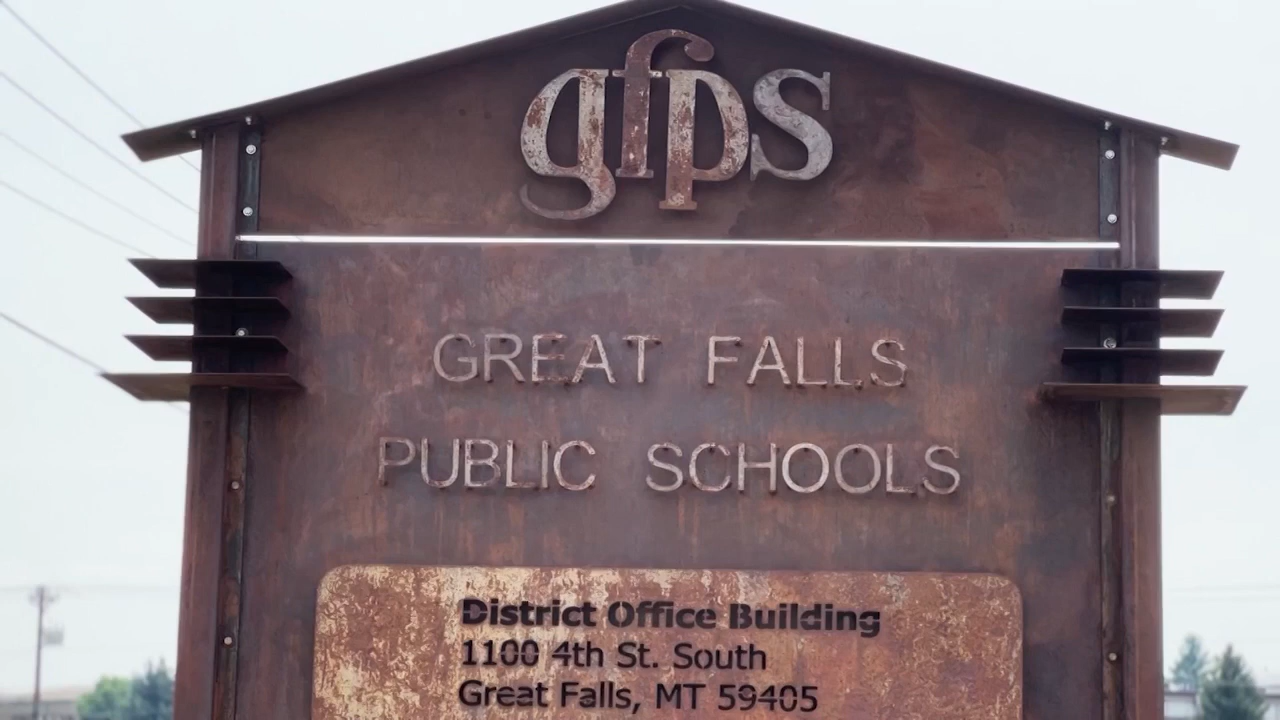 gfps
GREAT FALLS
PUBLIC SCHOOLS
District Office Building
1100 4th St. South
Great Falls, MT 59405